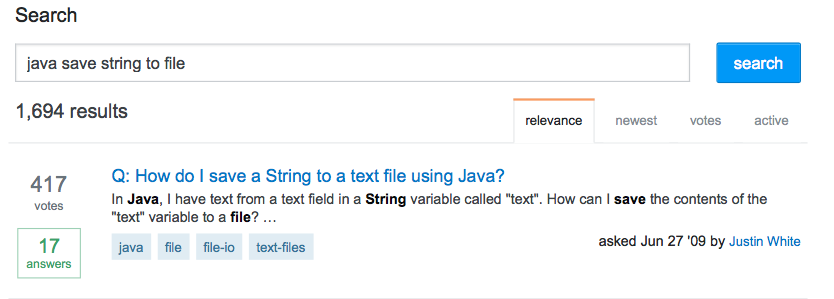 Search
java save string to file
search
1,694 results
relevance newest votes active
417
votes
17
answers
Q: How do I save a String to a text file using Java?
In Java, I have text from a text field in a String variable called "text". How can I save the contents of the
"text" variable to a file? …
java file file-io text-files
asked Jun 27 '09 by Justin White